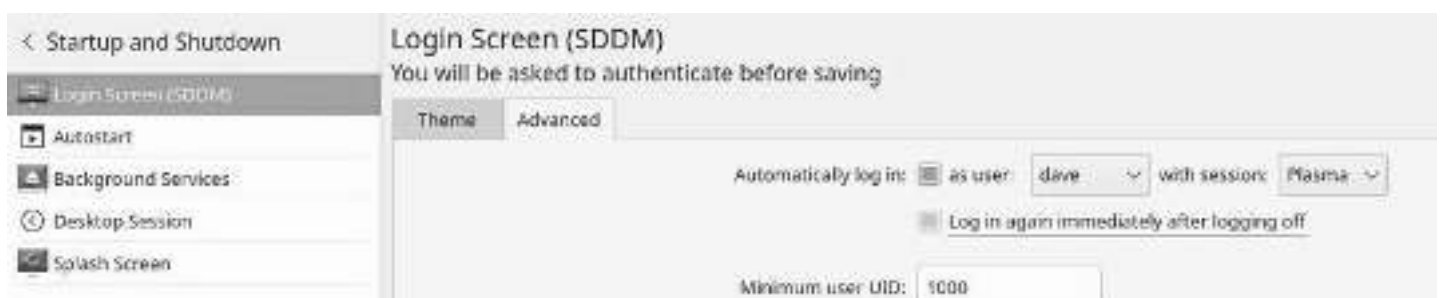 Startup and Shutdown
Login Screen (SDDM)
Autostart
Background Services
Desktop Session
Splash Screen
Login Screen (SDDM)
You will be asked to authenticate before saving
Theme Advanced
Automatically log in: as user: dave with session: Plasma
Log in again immediately after logging off
Minimum user UID: 1000